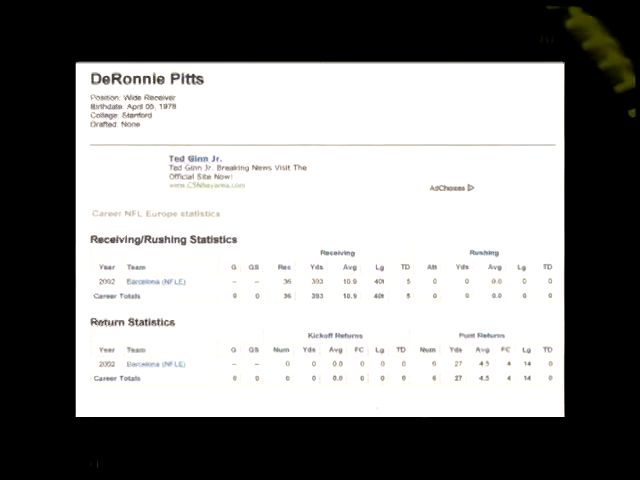 DeRonnie Pitts
Position: Wide Receiver
Birthdate: April 05, 1978
College: Stanford
Drafted: None
Ted Ginn Jr.
Ted Ginn Jr. Breaking News Visit The
Official Site Now!
www.CSNBayarea.com
AdChoices
Career NFL Europe statistics
Receiving/Rushing Statistics
Receiving Rushing
Year Team G GS Rec Yds Avg Lg TD Att Yds Avg Lg TD
2002 Barcelona (NFLE) -- -- 36 393 10.9 40t 5 0 0 0.0 0 0
Career Totals 0 0 36 393 10.9 40t 5 0 0 0.0 0 0
Return Statistics
Kickoff Returns Punt Returns
Year Team G GS Num Yds Avg FC Lg TD Num Yds Avg FC Lg TD
2002 Barcelona (NFLE) -- -- 0 0 0.0 0 0 0 6 27 4.5 4 14 0
Career Totals 0 0 0 0 0.0 0 0 0 6 27 4.5 4 14 0